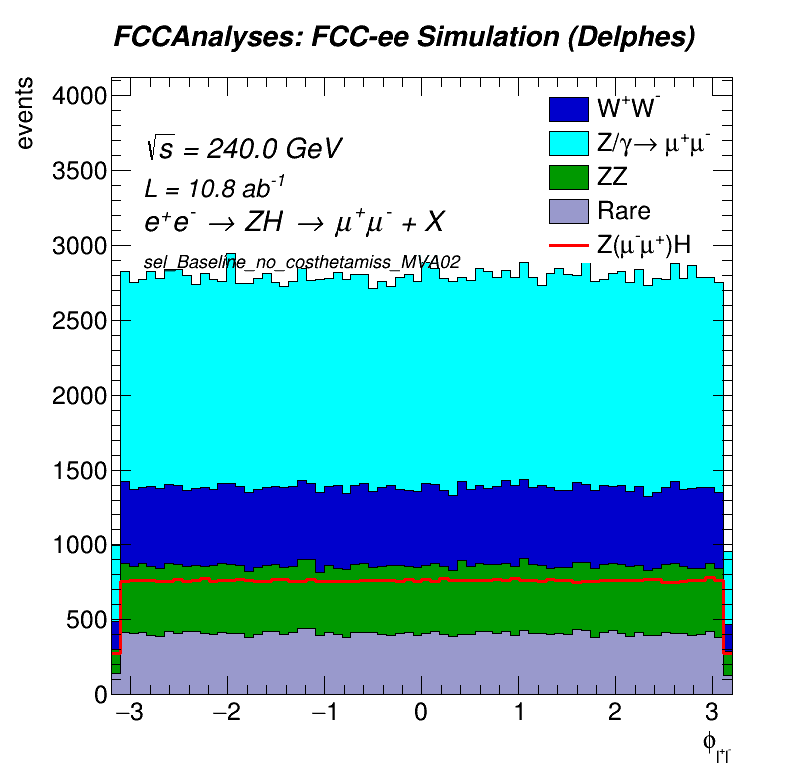 FCCAnalyses: FCC-ee Simulation (Delphes)
events
4000
3500
3000
2500
2000
1500
1000
500
0
√s = 240.0 GeV
L = 10.8 ab⁻¹
e⁺e⁻ → ZH → μ⁺μ⁻ + X
sel_Baseline_no_costhetamiss_MVA02
W⁺W⁻
Z/γ→ μ⁺μ⁻
ZZ
Rare
Z(μ⁻μ⁺)H
−3 −2 −1 0 1 2 3
ϕ_l⁺l⁻